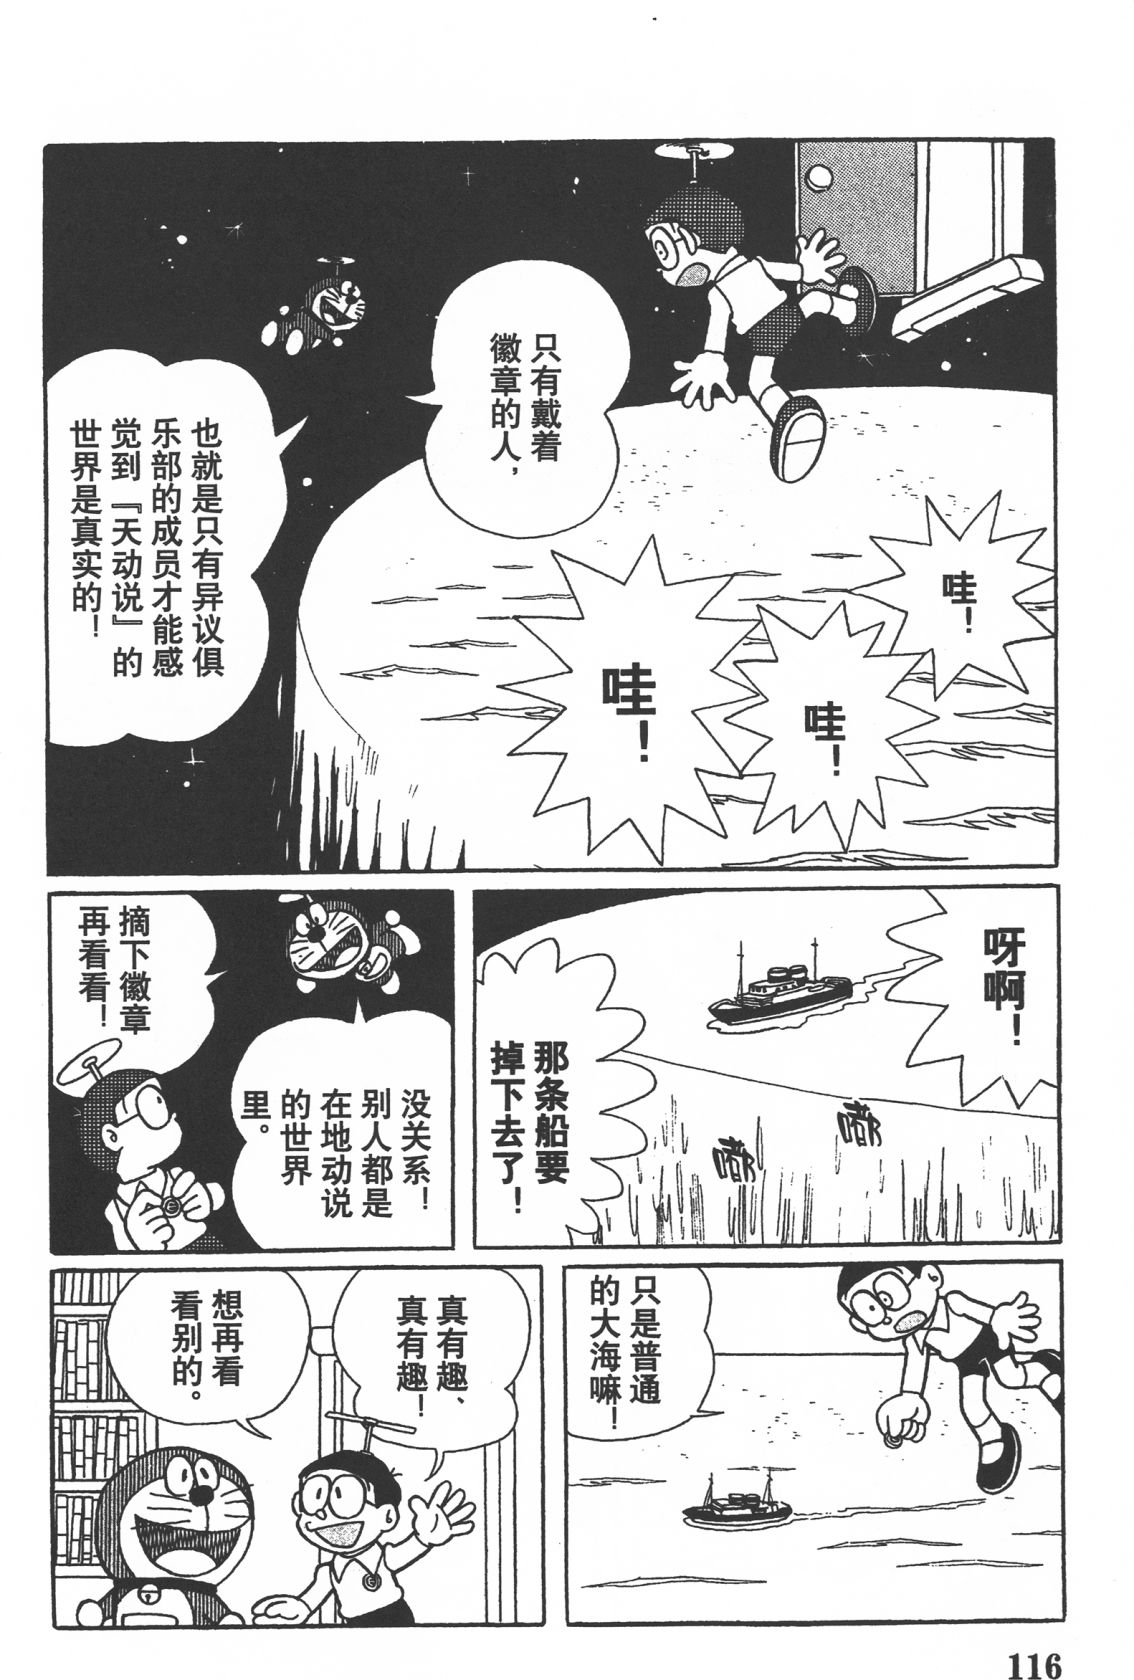 哇！
哇！
哇！
只有戴着
徽章的人，
也就是只有异议俱
乐部的成员才能感
觉到『天动说』的
世界是真实的！
呀啊！
那条船要
掉下去了！
嘟
嘟
没关系！
别人都是
在地动说
的世界
里。
摘下徽章
再看看！
只是普通
的大海嘛！
真有趣、
真有趣！
想再看
看别的。
116